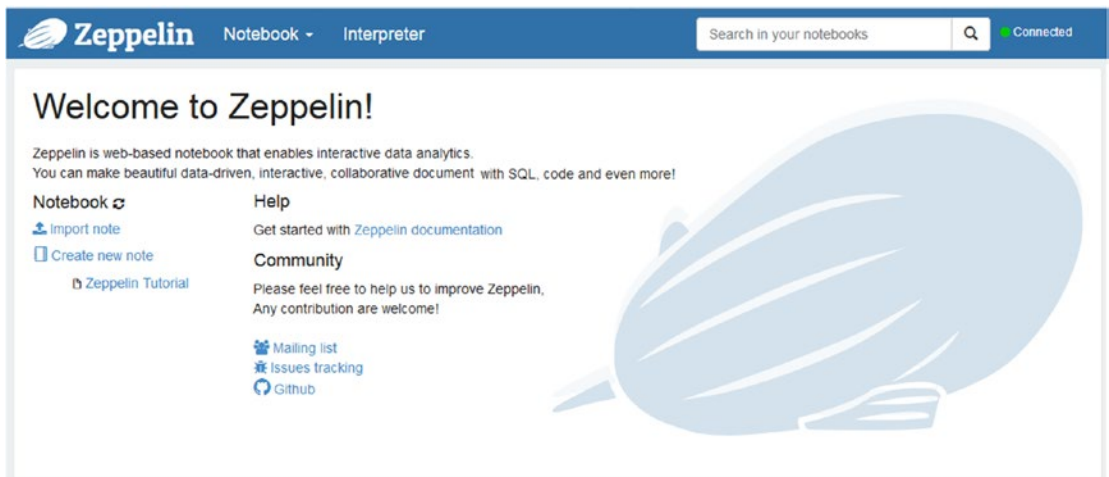 Zeppelin Notebook Interpreter Search in your notebooks Connected
Welcome to Zeppelin!
Zeppelin is web-based notebook that enables interactive data analytics.
You can make beautiful data-driven, interactive, collaborative document with SQL, code and even more!
Notebook
Import note
Create new note
Zeppelin Tutorial
Help
Get started with Zeppelin documentation
Community
Please feel free to help us to improve Zeppelin,
Any contribution are welcome!
Mailing list
Issues tracking
Github